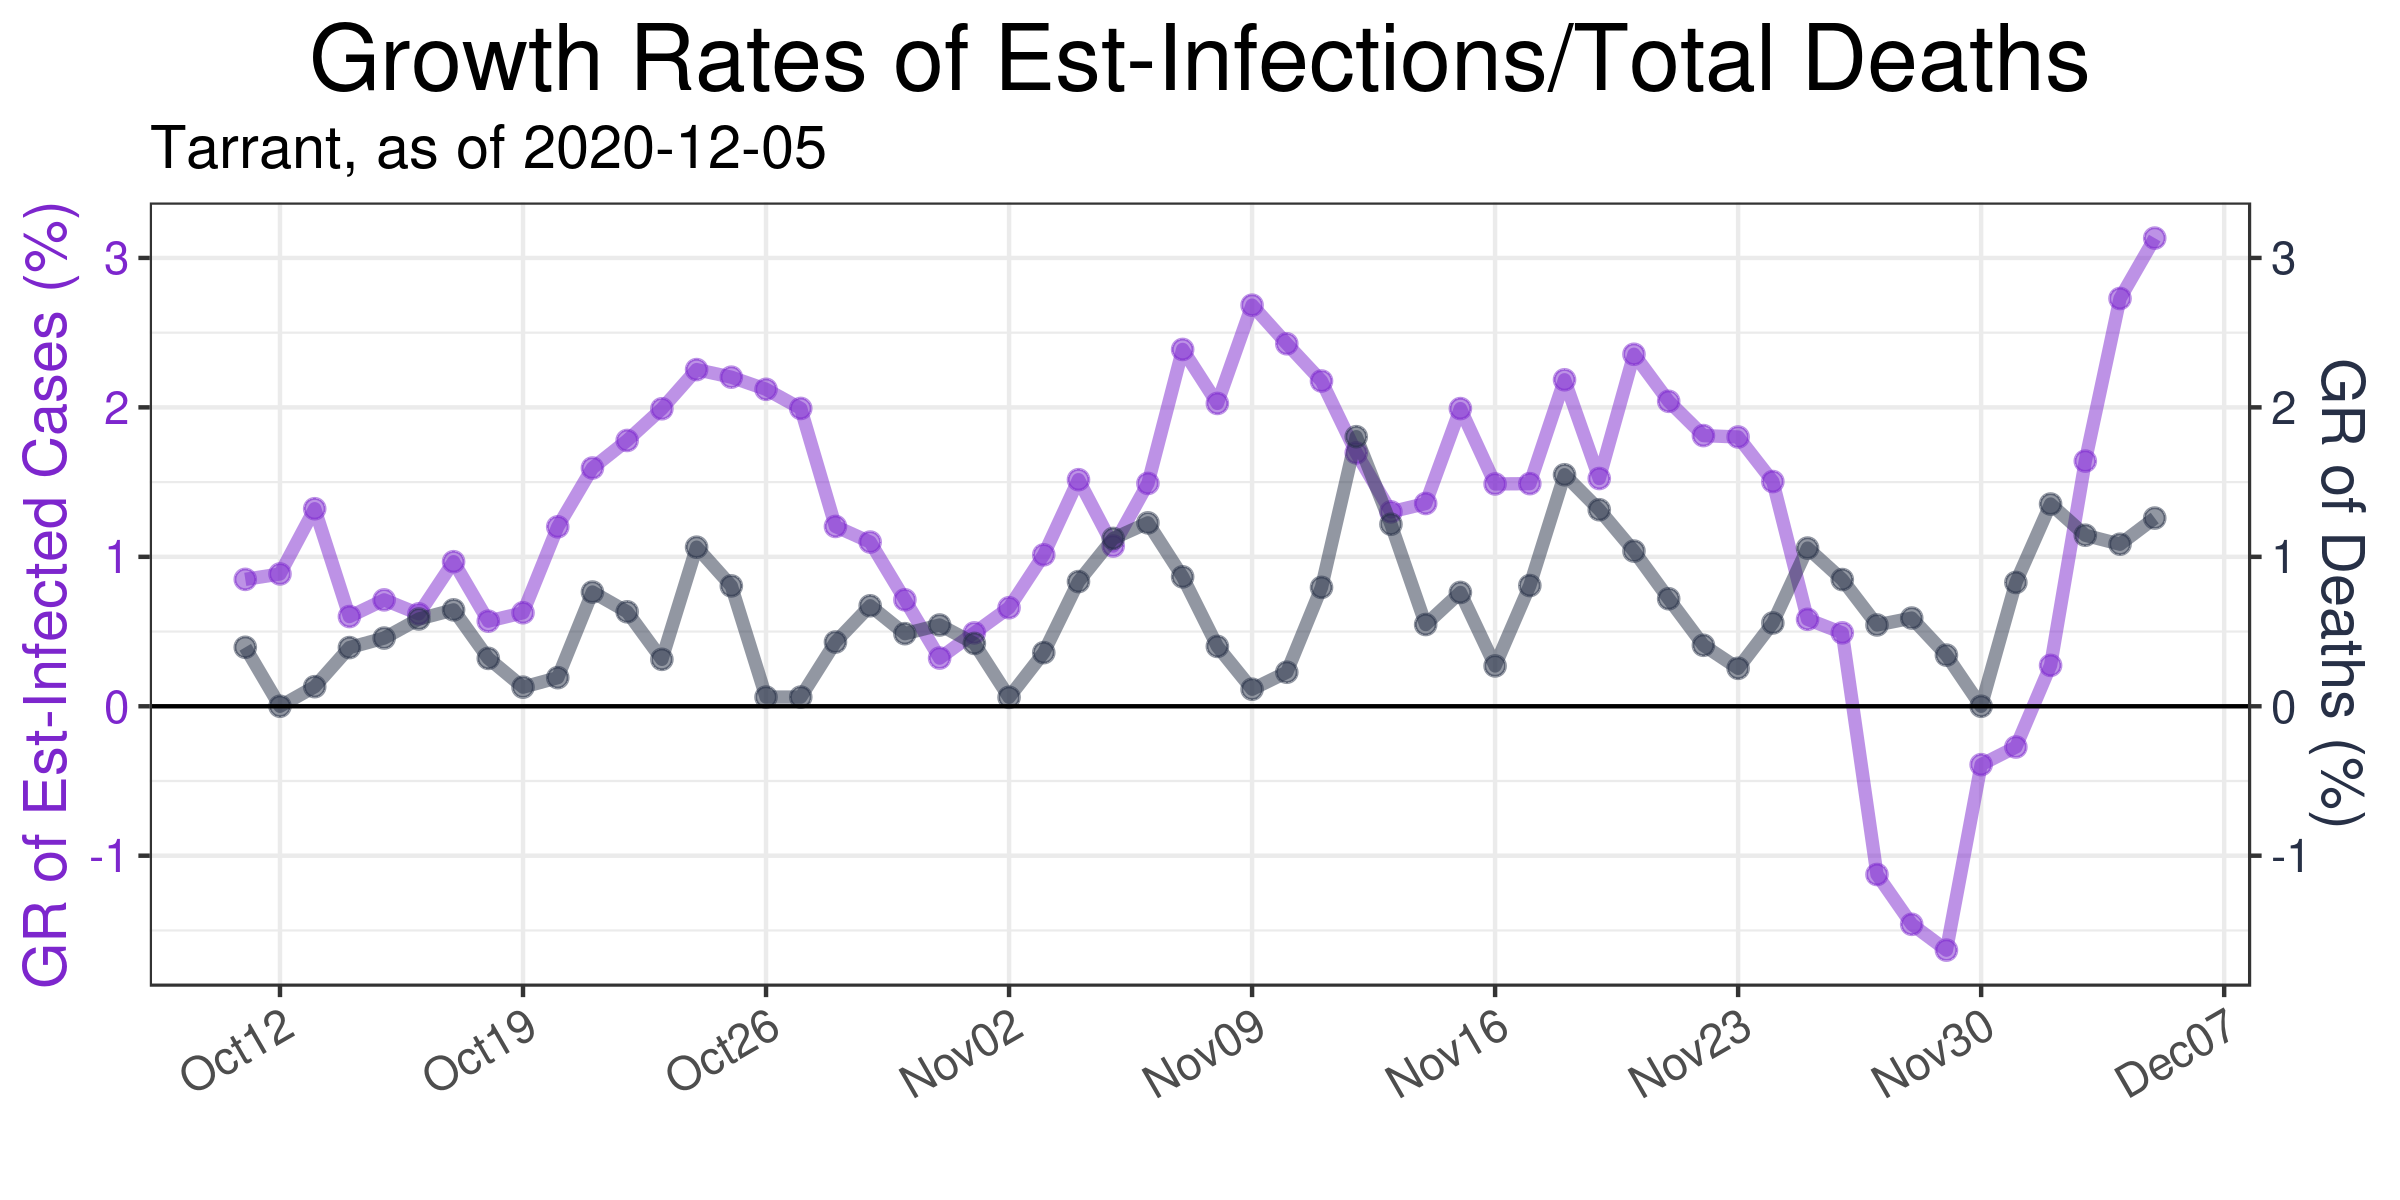 Growth Rates of Est-Infections/Total Deaths
Tarrant, as of 2020-12-05
GR of Est-Infected Cases (%)
3
2
1
0
-1
3
2
1
0
-1
GR of Deaths (%)
Oct12
Oct19
Oct26
Nov02
Nov09
Nov16
Nov23
Nov30
Dec07